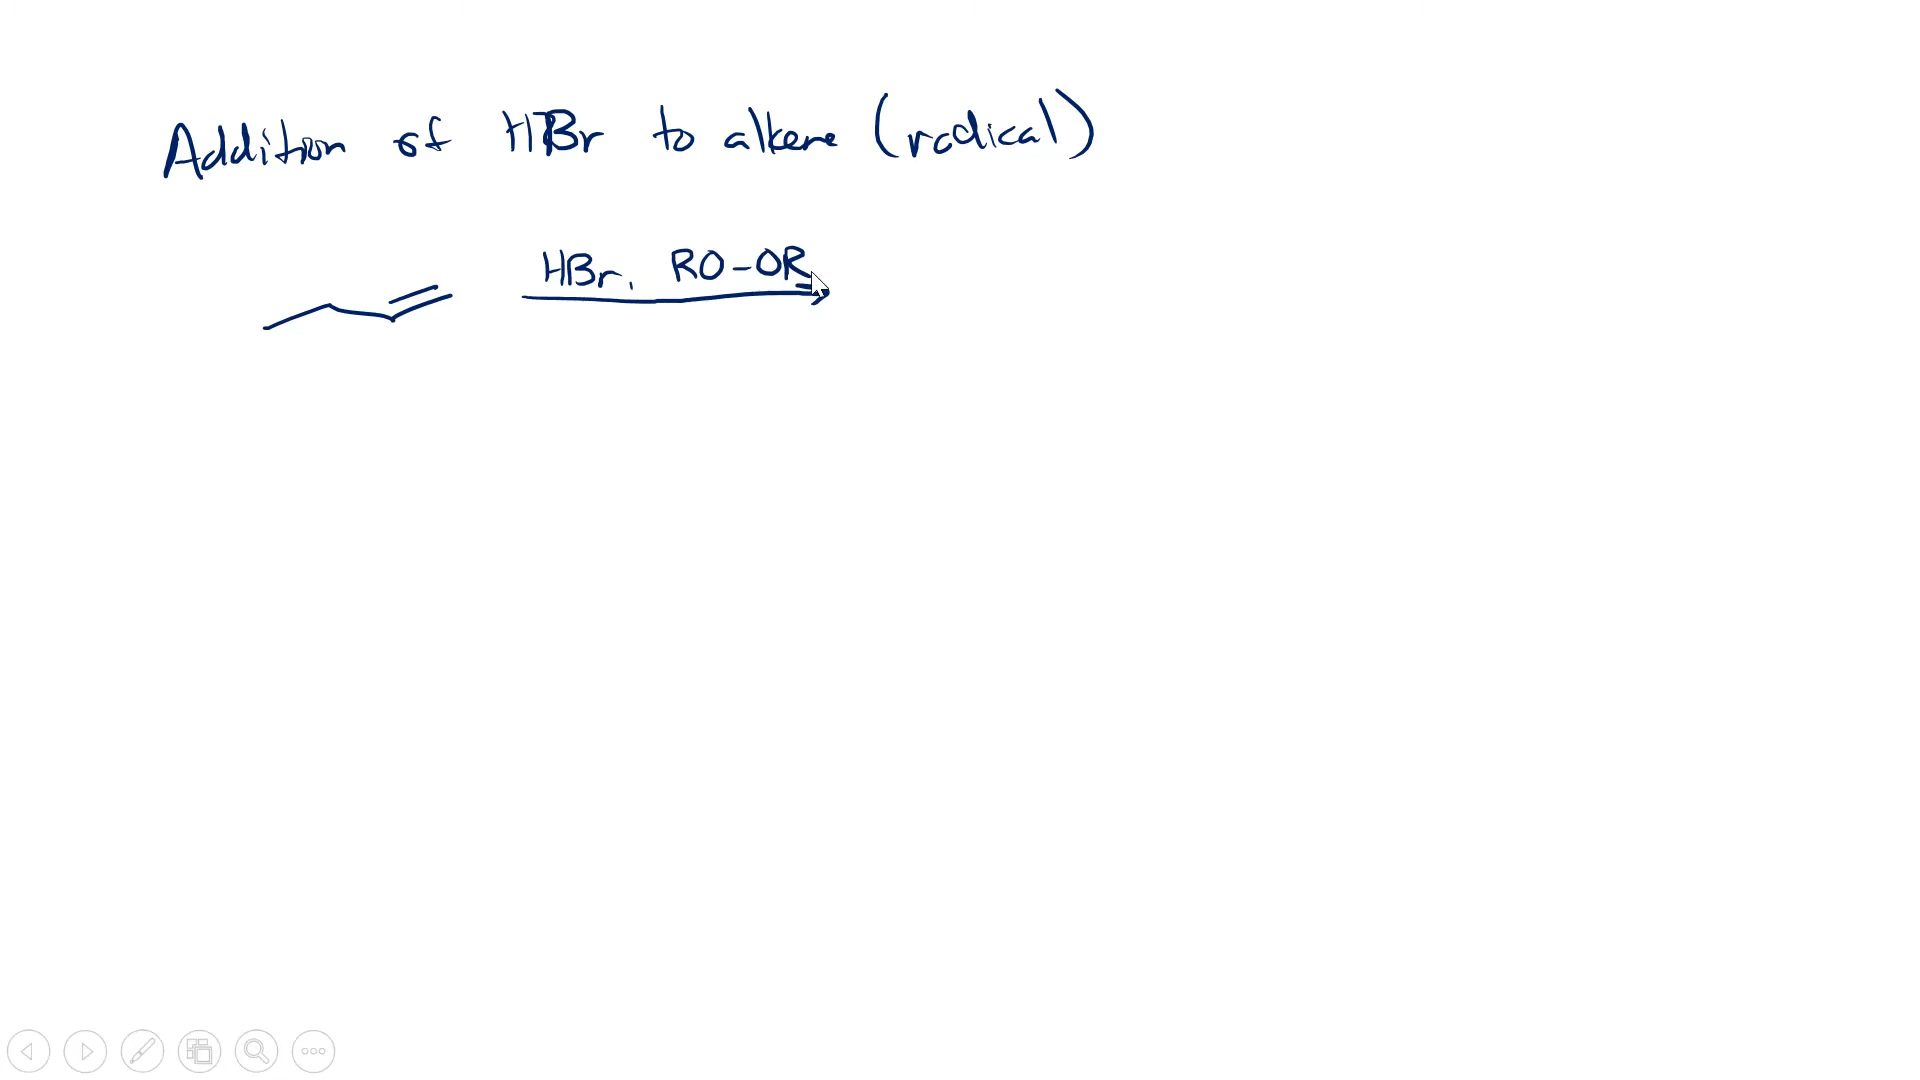 Addition of HBr to alkene (radical)
HBr, RO-OR